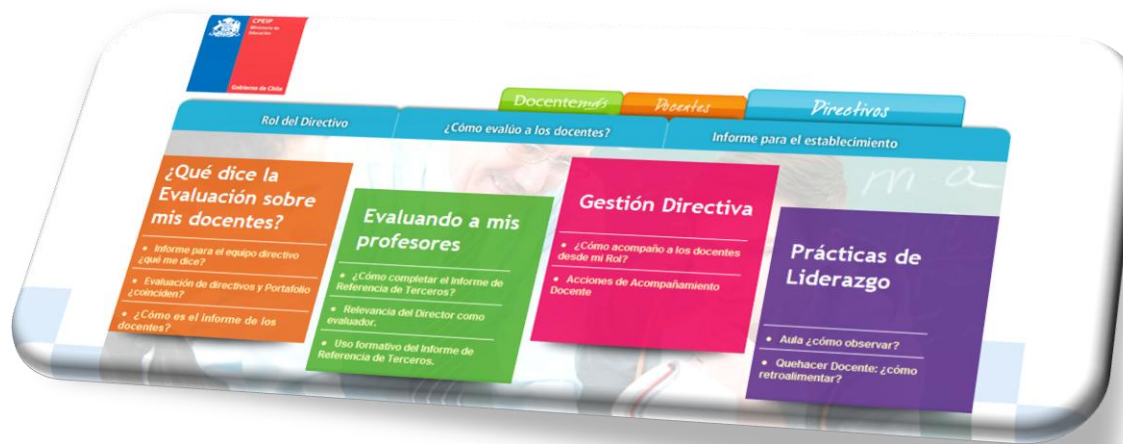 CPEIP
Ministerio de
Educación
Gobierno de Chile
Docentemás
Docentes
Directivos
Rol del Directivo
¿Cómo evalúo a los docentes?
Informe para el establecimiento
m a
¿Qué dice la
Evaluación sobre
mis docentes?
• Informe para el equipo directivo
¿qué me dice?
• Evaluación de directivos y Portafolio
¿coinciden?
• ¿Cómo es el Informe de los
docentes?
Evaluando a mis
profesores
• ¿Cómo completar el Informe de
Referencia de Terceros?
• Relevancia del Director como
evaluador.
• Uso formativo del Informe de
Referencia de Terceros.
Gestión Directiva
• ¿Cómo acompaño a los docentes
desde mi Rol?
• Acciones de Acompañamiento
Docente
Prácticas de
Liderazgo
• Aula ¿cómo observar?
• Quehacer Docente: ¿cómo
retroalimentar?